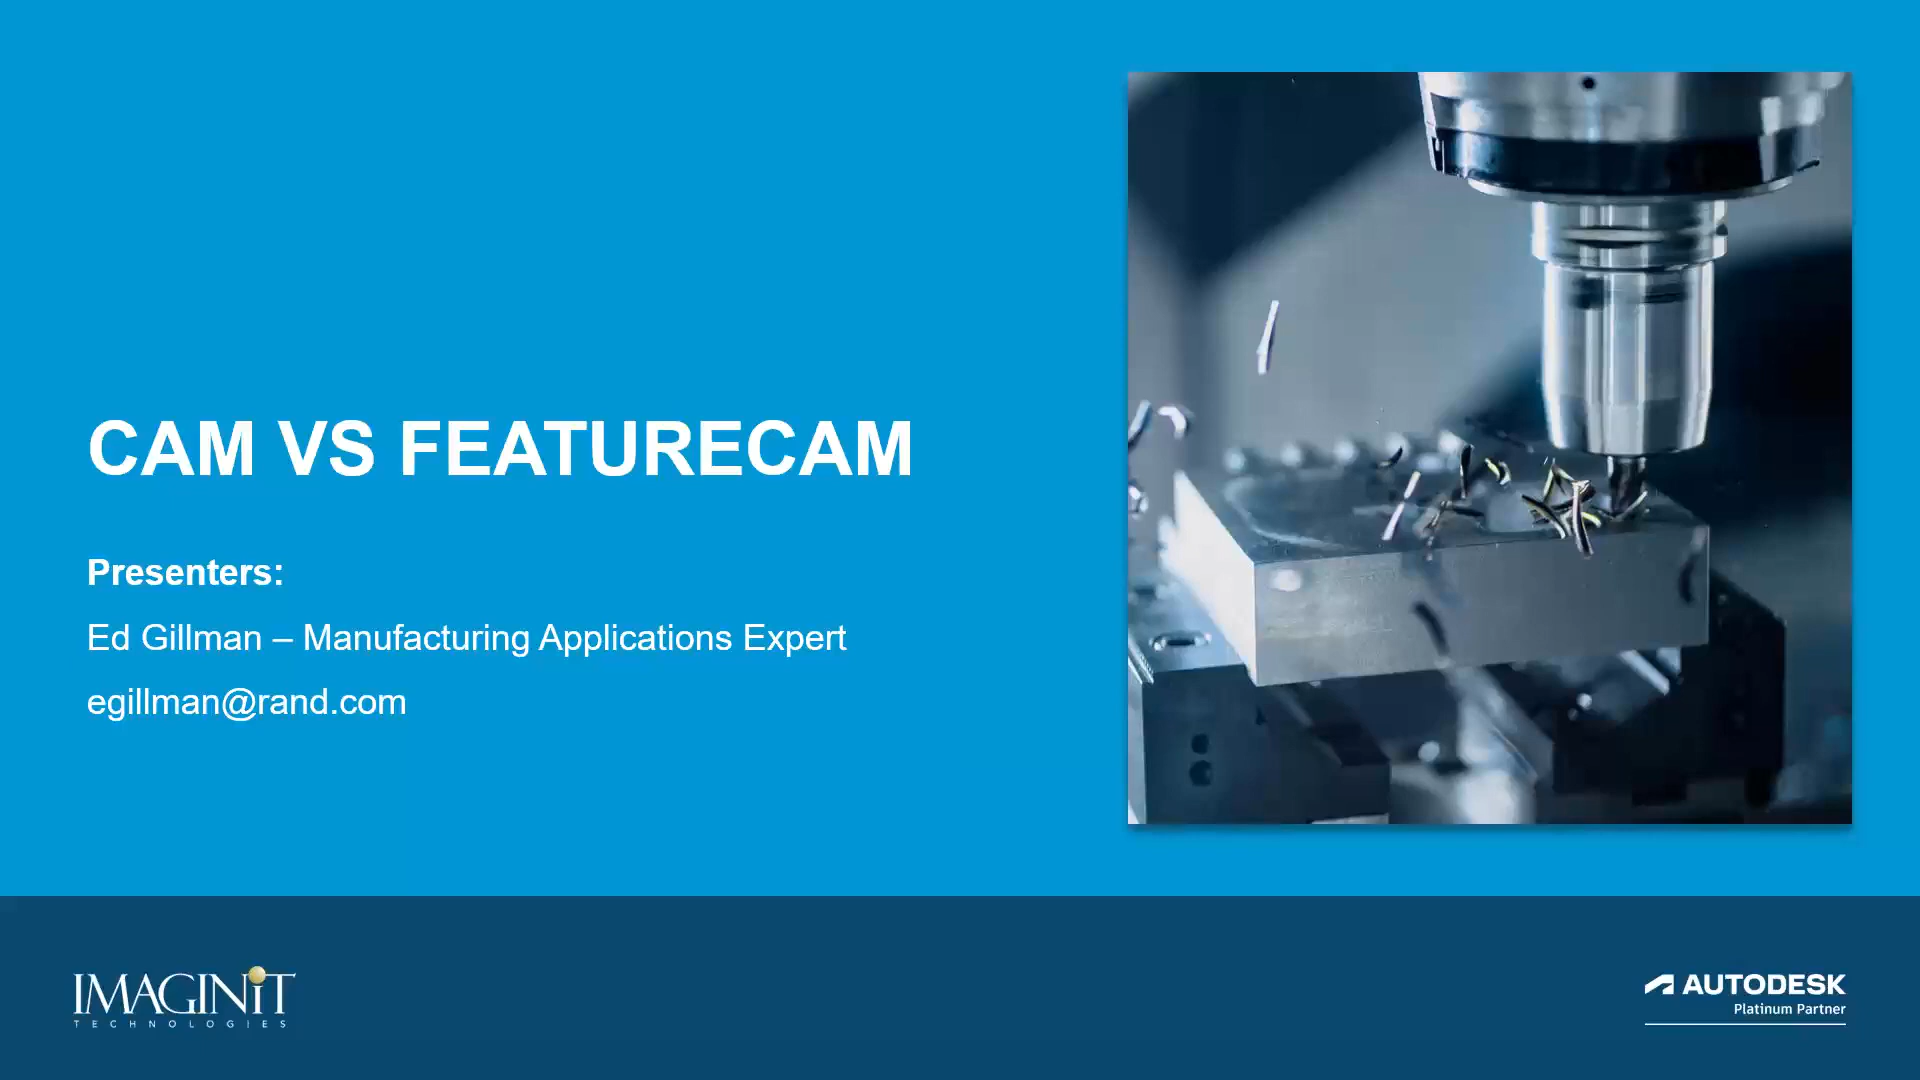 CAM VS FEATURECAM
Presenters:
Ed Gillman – Manufacturing Applications Expert
egillman@rand.com
IMAGINiT
TECHNOLOGIES
AUTODESK
Platinum Partner